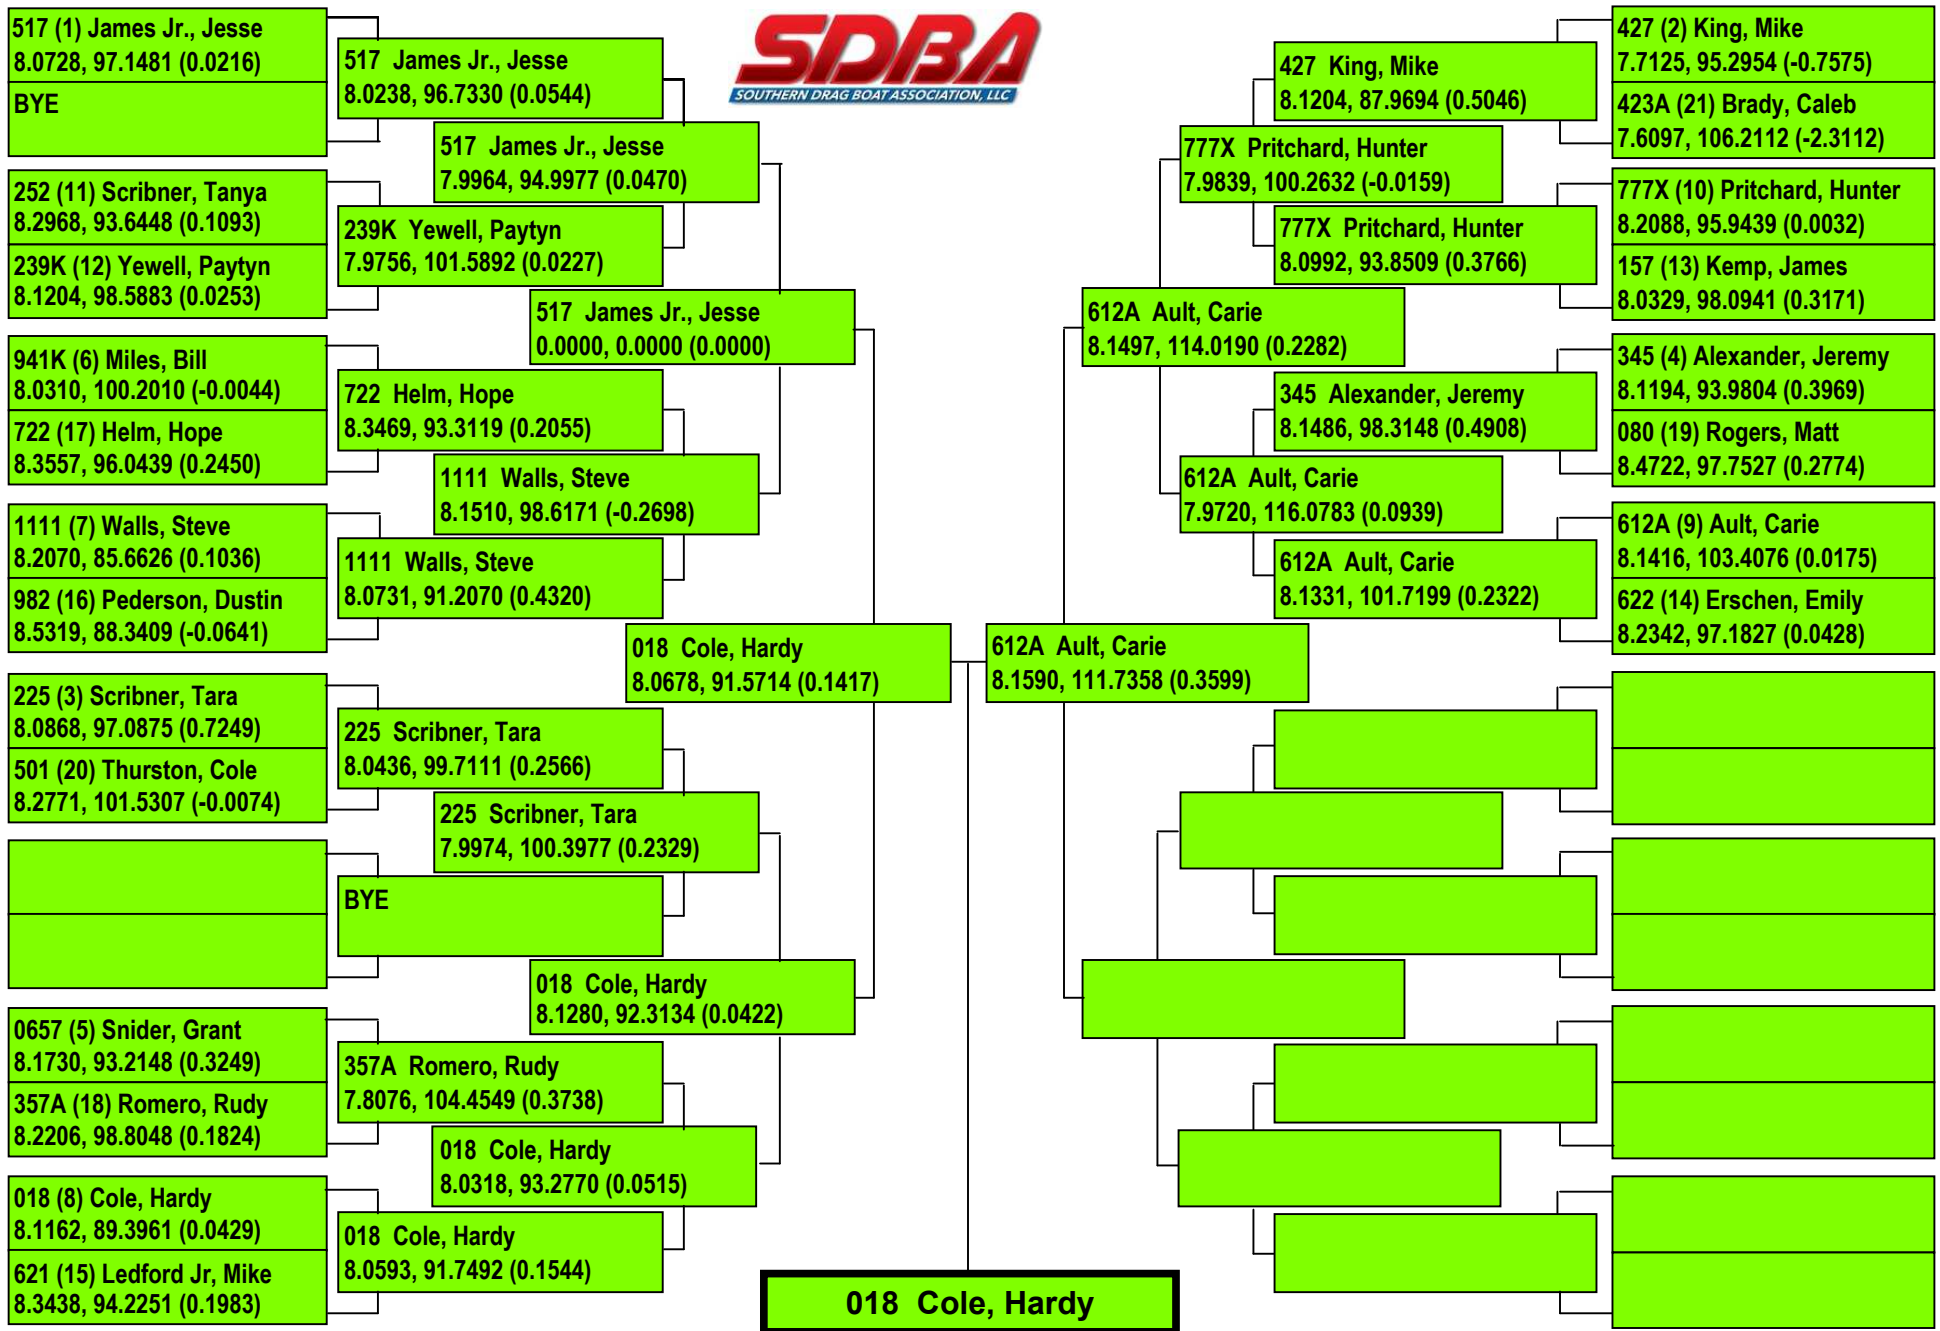 517 (1) James Jr., Jesse
8.0728, 97.1481 (0.0216)
BYE
252 (11) Scribner, Tanya
8.2968, 93.6448 (0.1093)
239K (12) Yewell, Paytyn
8.1204, 98.5883 (0.0253)
941K (6) Miles, Bill
8.0310, 100.2010 (-0.0044)
722 (17) Helm, Hope
8.3557, 96.0439 (0.2450)
1111 (7) Walls, Steve
8.2070, 85.6626 (0.1036)
982 (16) Pederson, Dustin
8.5319, 88.3409 (-0.0641)
225 (3) Scribner, Tara
8.0868, 97.0875 (0.7249)
501 (20) Thurston, Cole
8.2771, 101.5307 (-0.0074)
0657 (5) Snider, Grant
8.1730, 93.2148 (0.3249)
357A (18) Romero, Rudy
8.2206, 98.8048 (0.1824)
018 (8) Cole, Hardy
8.1162, 89.3961 (0.0429)
621 (15) Ledford Jr, Mike
8.3438, 94.2251 (0.1983)
517 James Jr., Jesse
8.0238, 96.7330 (0.0544)
239K Yewell, Paytyn
7.9756, 101.5892 (0.0227)
722 Helm, Hope
8.3469, 93.3119 (0.2055)
1111 Walls, Steve
8.0731, 91.2070 (0.4320)
225 Scribner, Tara
8.0436, 99.7111 (0.2566)
BYE
357A Romero, Rudy
7.8076, 104.4549 (0.3738)
018 Cole, Hardy
8.0593, 91.7492 (0.1544)
517 James Jr., Jesse
7.9964, 94.9977 (0.0470)
1111 Walls, Steve
8.1510, 98.6171 (-0.2698)
225 Scribner, Tara
7.9974, 100.3977 (0.2329)
018 Cole, Hardy
8.0318, 93.2770 (0.0515)
517 James Jr., Jesse
0.0000, 0.0000 (0.0000)
018 Cole, Hardy
8.1280, 92.3134 (0.0422)
018 Cole, Hardy
8.0678, 91.5714 (0.1417)
SDBA
SOUTHERN DRAG BOAT ASSOCIATION, LLC
018 Cole, Hardy
612A Ault, Carie
8.1590, 111.7358 (0.3599)
612A Ault, Carie
8.1497, 114.0190 (0.2282)
777X Pritchard, Hunter
7.9839, 100.2632 (-0.0159)
612A Ault, Carie
7.9720, 116.0783 (0.0939)
427 King, Mike
8.1204, 87.9694 (0.5046)
777X Pritchard, Hunter
8.0992, 93.8509 (0.3766)
345 Alexander, Jeremy
8.1486, 98.3148 (0.4908)
612A Ault, Carie
8.1331, 101.7199 (0.2322)
427 (2) King, Mike
7.7125, 95.2954 (-0.7575)
423A (21) Brady, Caleb
7.6097, 106.2112 (-2.3112)
777X (10) Pritchard, Hunter
8.2088, 95.9439 (0.0032)
157 (13) Kemp, James
8.0329, 98.0941 (0.3171)
345 (4) Alexander, Jeremy
8.1194, 93.9804 (0.3969)
080 (19) Rogers, Matt
8.4722, 97.7527 (0.2774)
612A (9) Ault, Carie
8.1416, 103.4076 (0.0175)
622 (14) Erschen, Emily
8.2342, 97.1827 (0.0428)